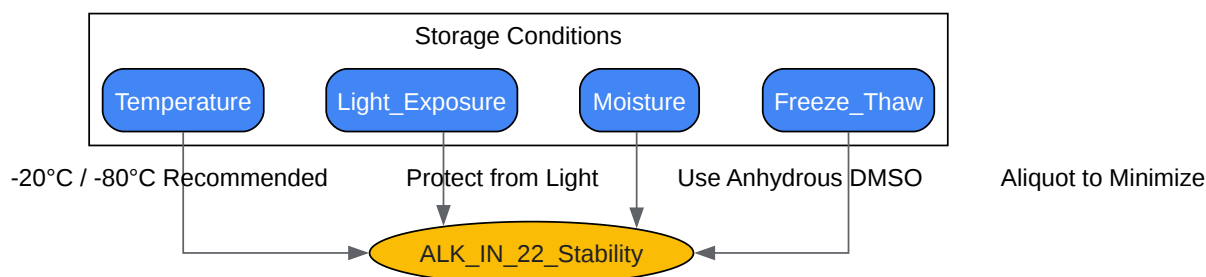 Storage Conditions
Temperature
Light_Exposure
Moisture
Freeze_Thaw
-20°C / -80°C Recommended
Protect from Light
Use Anhydrous DMSO
Aliquot to Minimize
ALK_IN_22_Stability